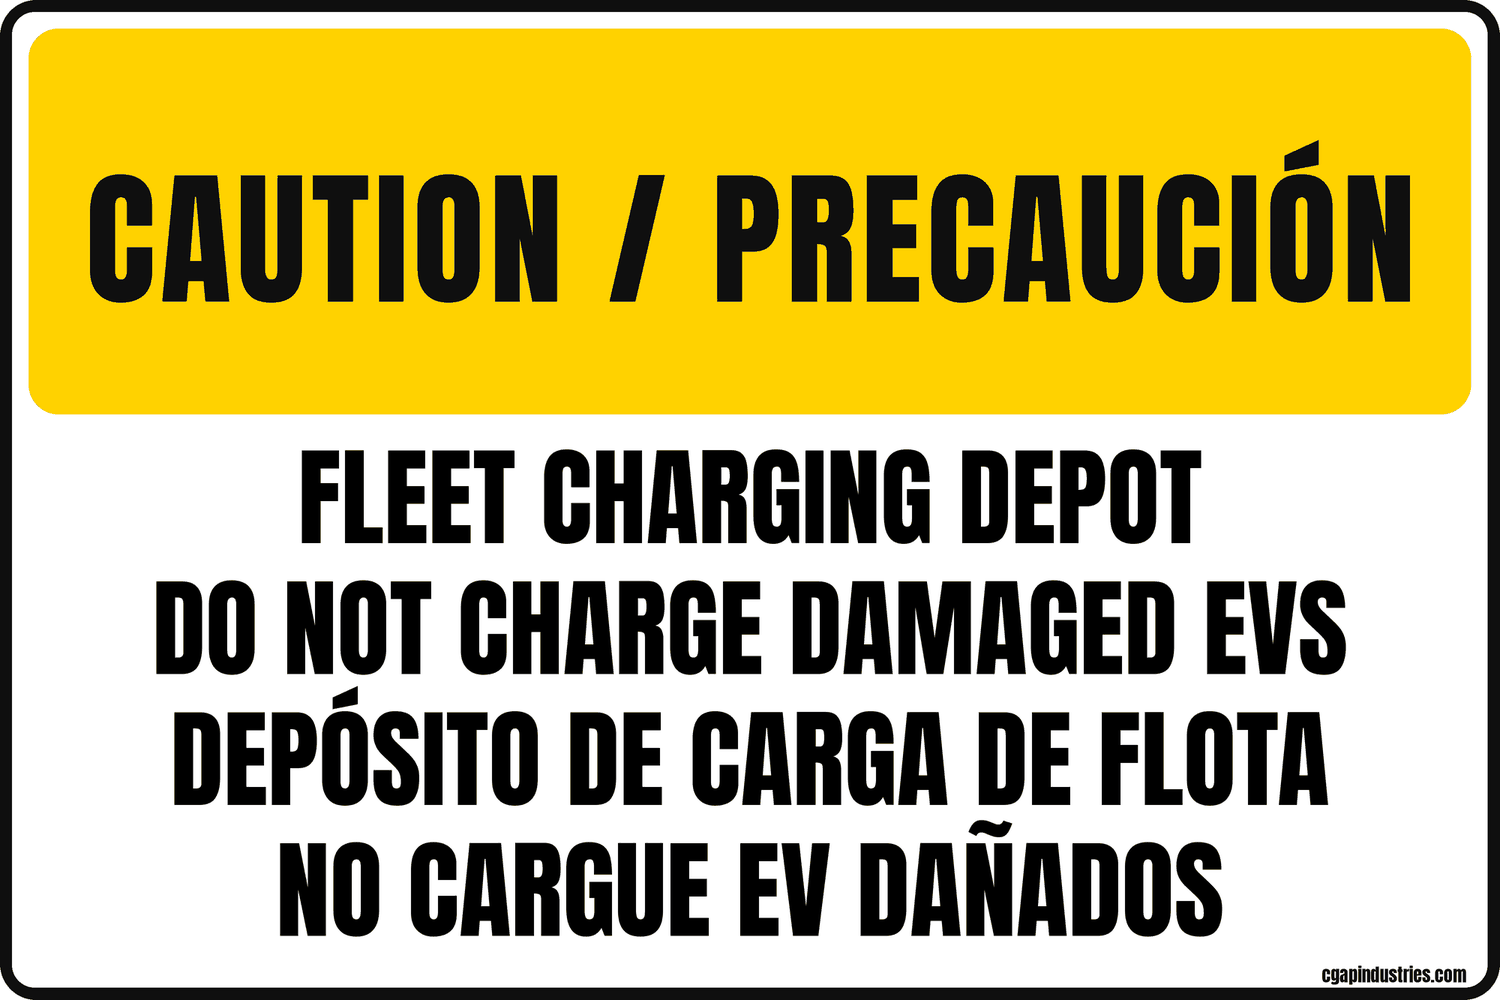 CAUTION / PRECAUCIÓN
FLEET CHARGING DEPOT
DO NOT CHARGE DAMAGED EVS
DEPÓSITO DE CARGA DE FLOTA
NO CARGUE EV DAÑADOS
cgapindustries.com